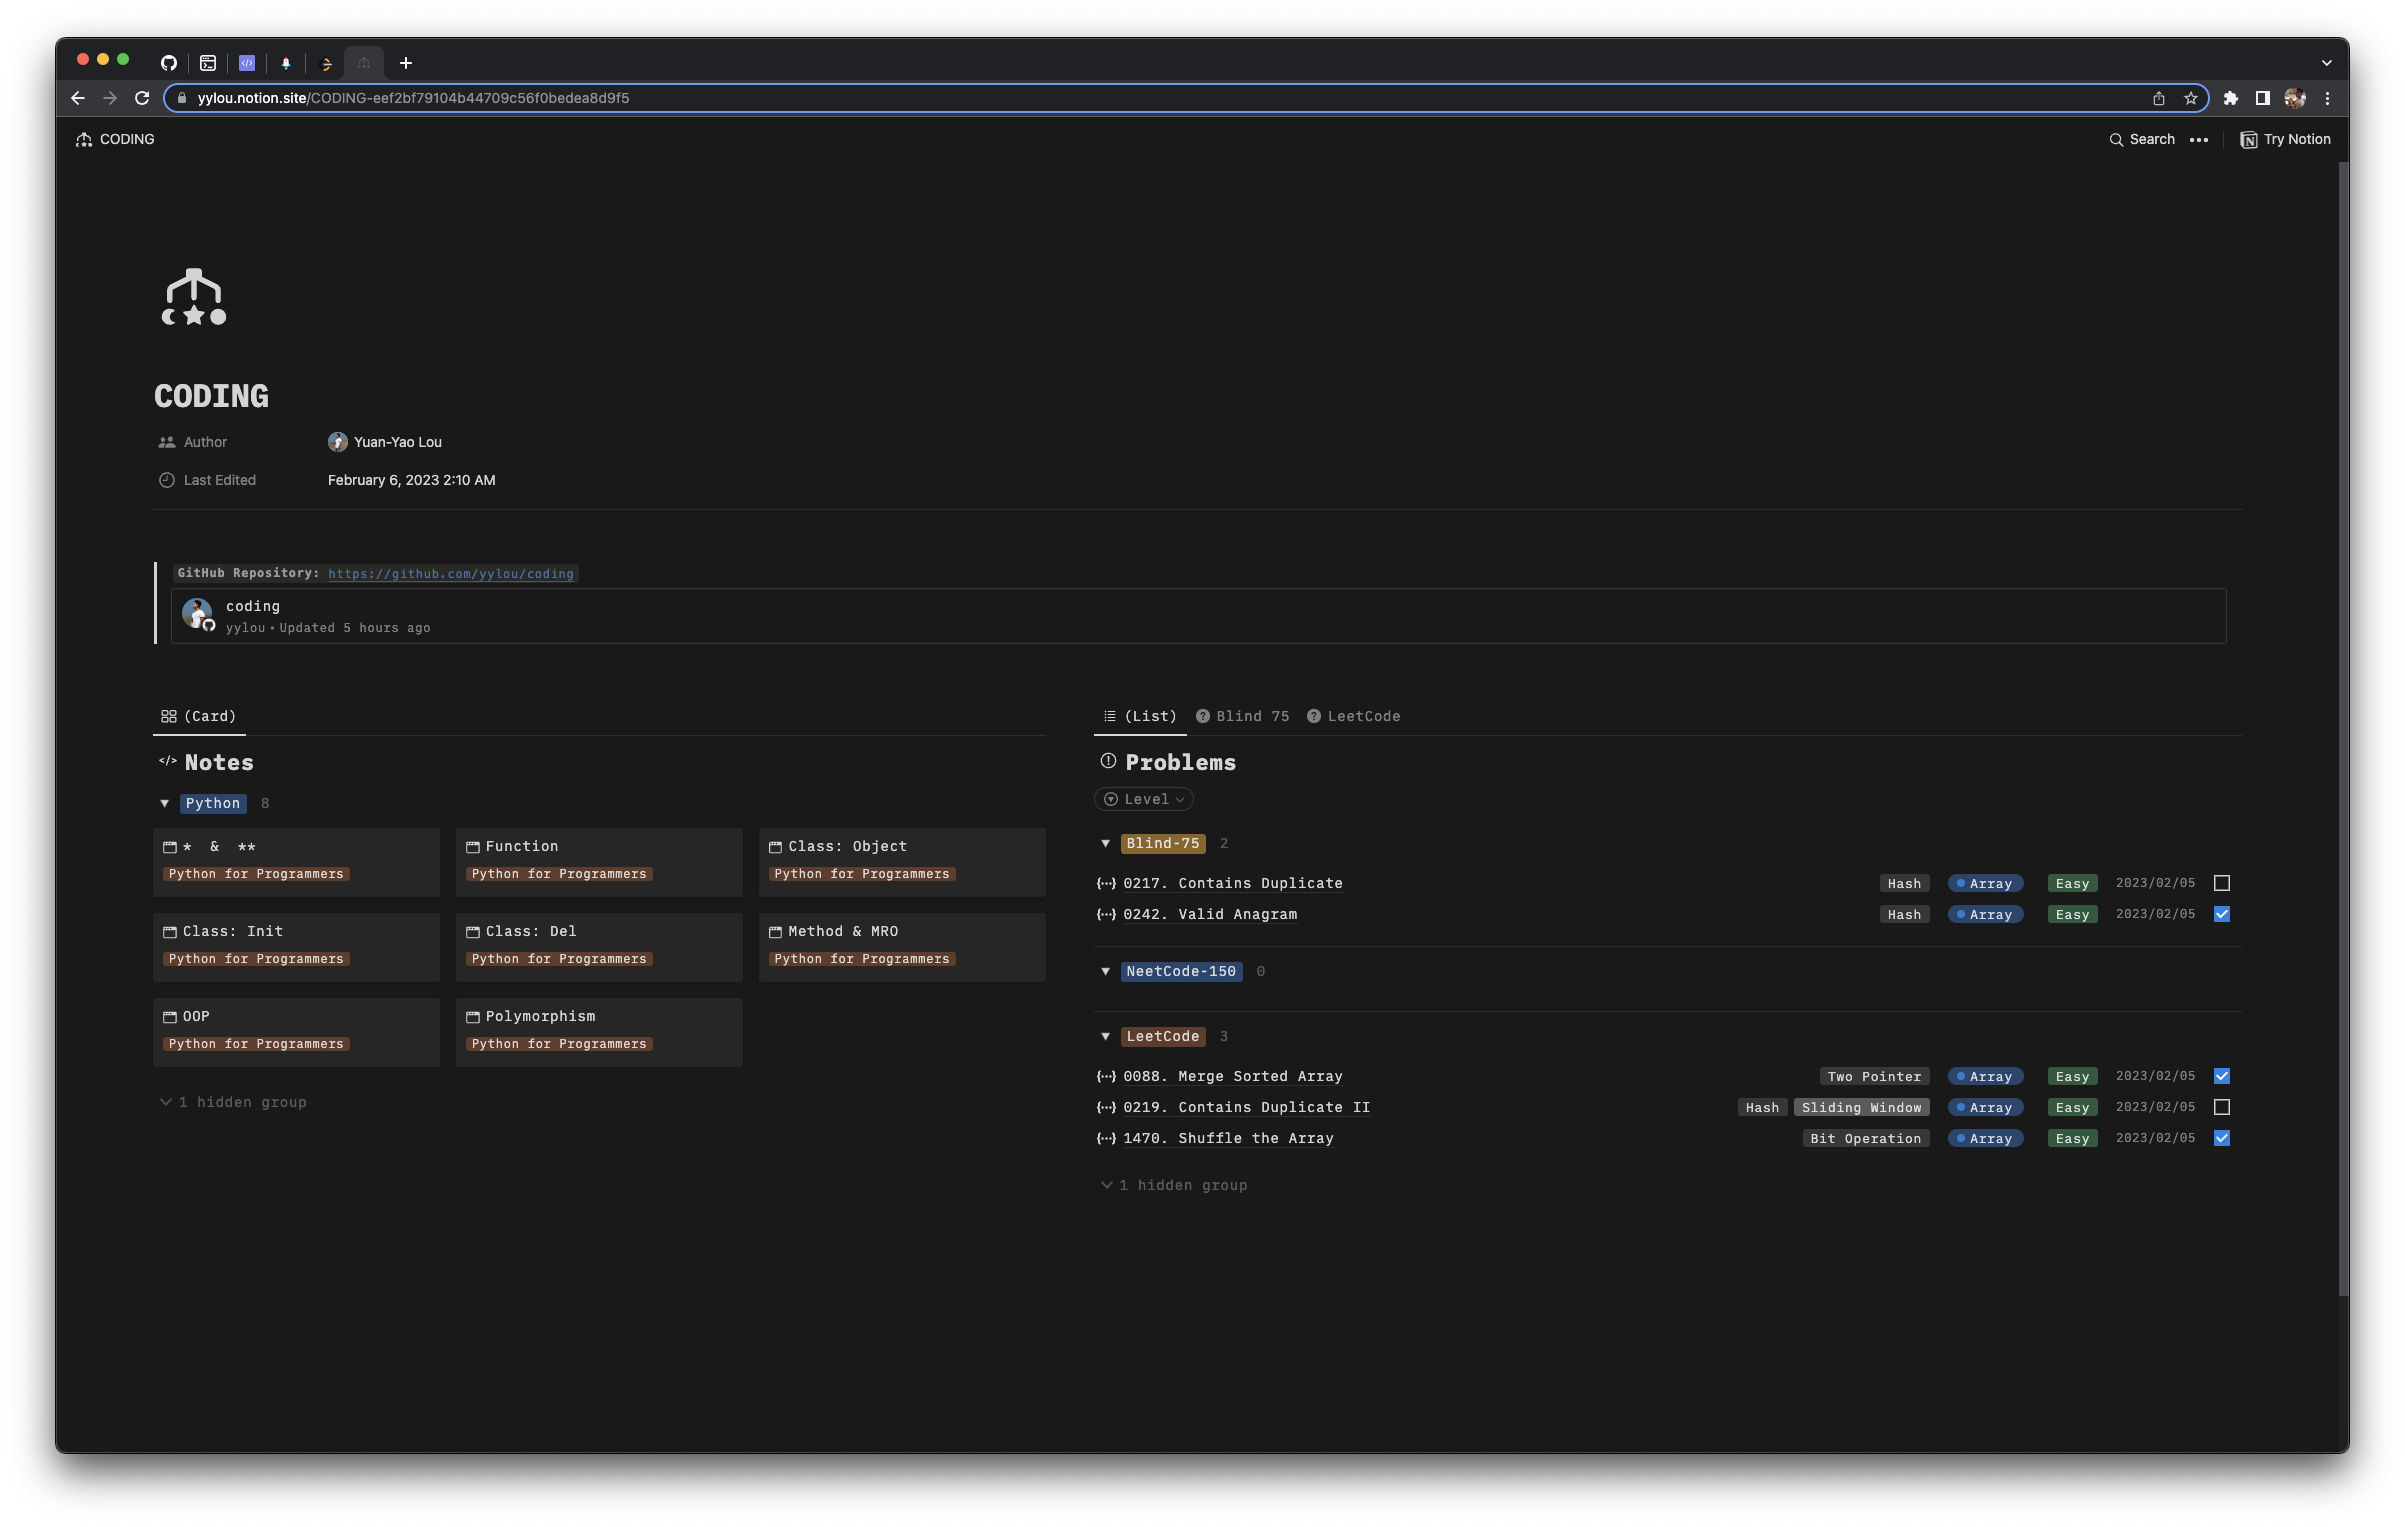 yylou.notion.site/CODING-eef2bf79104b44709c56f0bedea8d9f5
CODING
Search
Try Notion
CODING
Author Yuan-Yao Lou
Last Edited February 6, 2023 2:10 AM
GitHub Repository: https://github.com/yylou/coding
coding
yylou • Updated 5 hours ago
(Card)
</> Notes
Python 8
* & **
Python for Programmers
Function
Python for Programmers
Class: Object
Python for Programmers
Class: Init
Python for Programmers
Class: Del
Python for Programmers
Method & MRO
Python for Programmers
OOP
Python for Programmers
Polymorphism
Python for Programmers
1 hidden group
(List) Blind 75 LeetCode
Problems
Level
Blind-75 2
{…} 0217. Contains Duplicate Hash Array Easy 2023/02/05
{…} 0242. Valid Anagram Hash Array Easy 2023/02/05
NeetCode-150 0
LeetCode 3
{…} 0088. Merge Sorted Array Two Pointer Array Easy 2023/02/05
{…} 0219. Contains Duplicate II Hash Sliding Window Array Easy 2023/02/05
{…} 1470. Shuffle the Array Bit Operation Array Easy 2023/02/05
1 hidden group